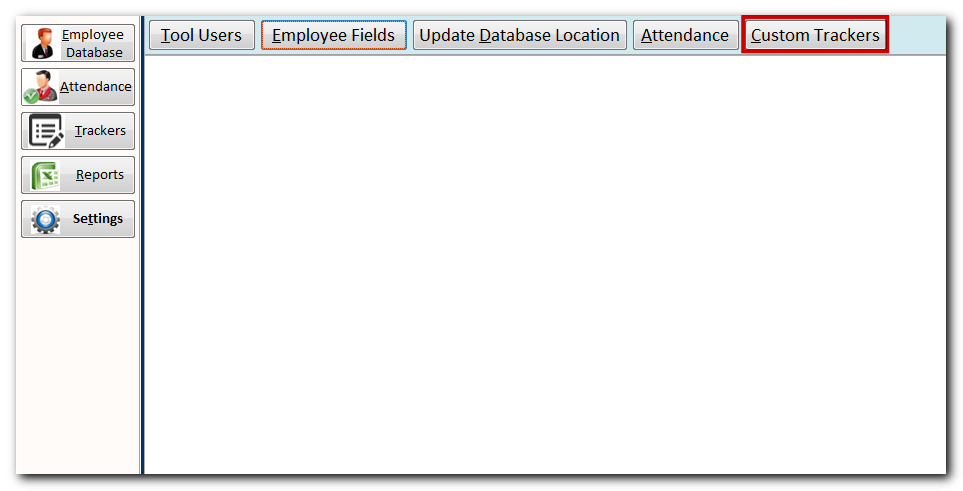 Employee
Database
Attendance
Trackers
Reports
Settings
Tool Users
Employee Fields
Update Database Location
Attendance
Custom Trackers